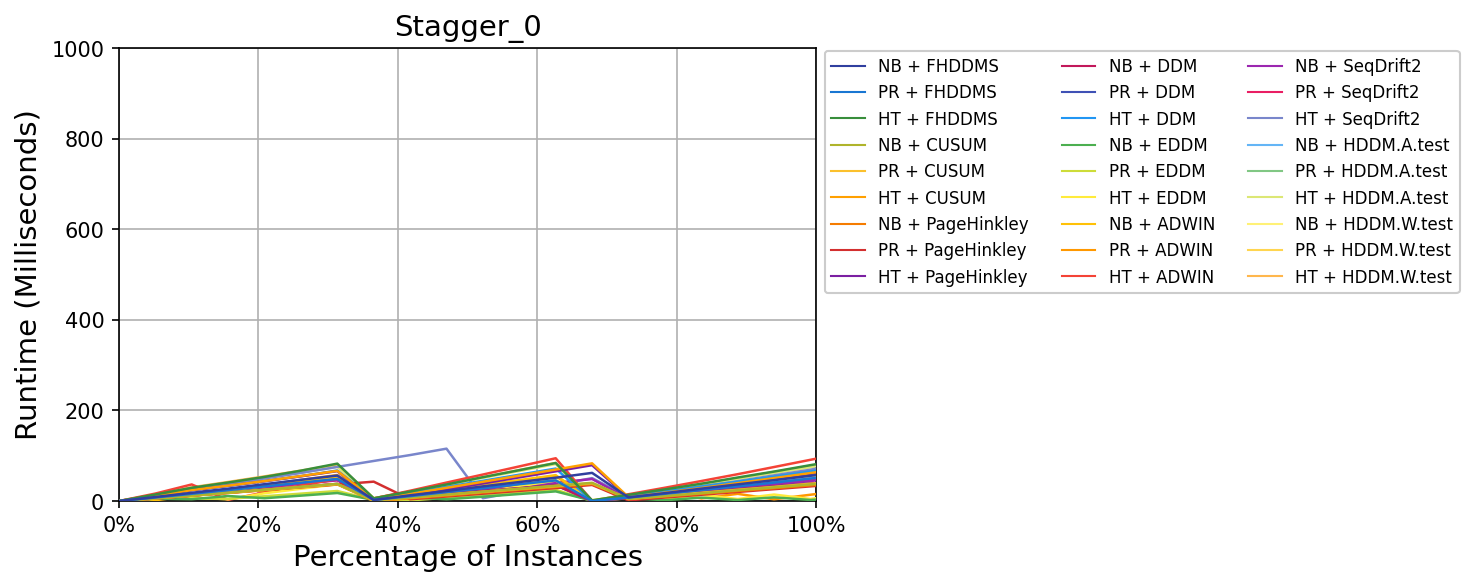 Stagger_0
Runtime (Milliseconds)
1000
800
600
400
200
0
0% 20% 40% 60% 80% 100%
Percentage of Instances
NB + FHDDMS NB + DDM NB + SeqDrift2
PR + FHDDMS PR + DDM PR + SeqDrift2
HT + FHDDMS HT + DDM HT + SeqDrift2
NB + CUSUM NB + EDDM NB + HDDM.A.test
PR + CUSUM PR + EDDM PR + HDDM.A.test
HT + CUSUM HT + EDDM HT + HDDM.A.test
NB + PageHinkley NB + ADWIN NB + HDDM.W.test
PR + PageHinkley PR + ADWIN PR + HDDM.W.test
HT + PageHinkley HT + ADWIN HT + HDDM.W.test